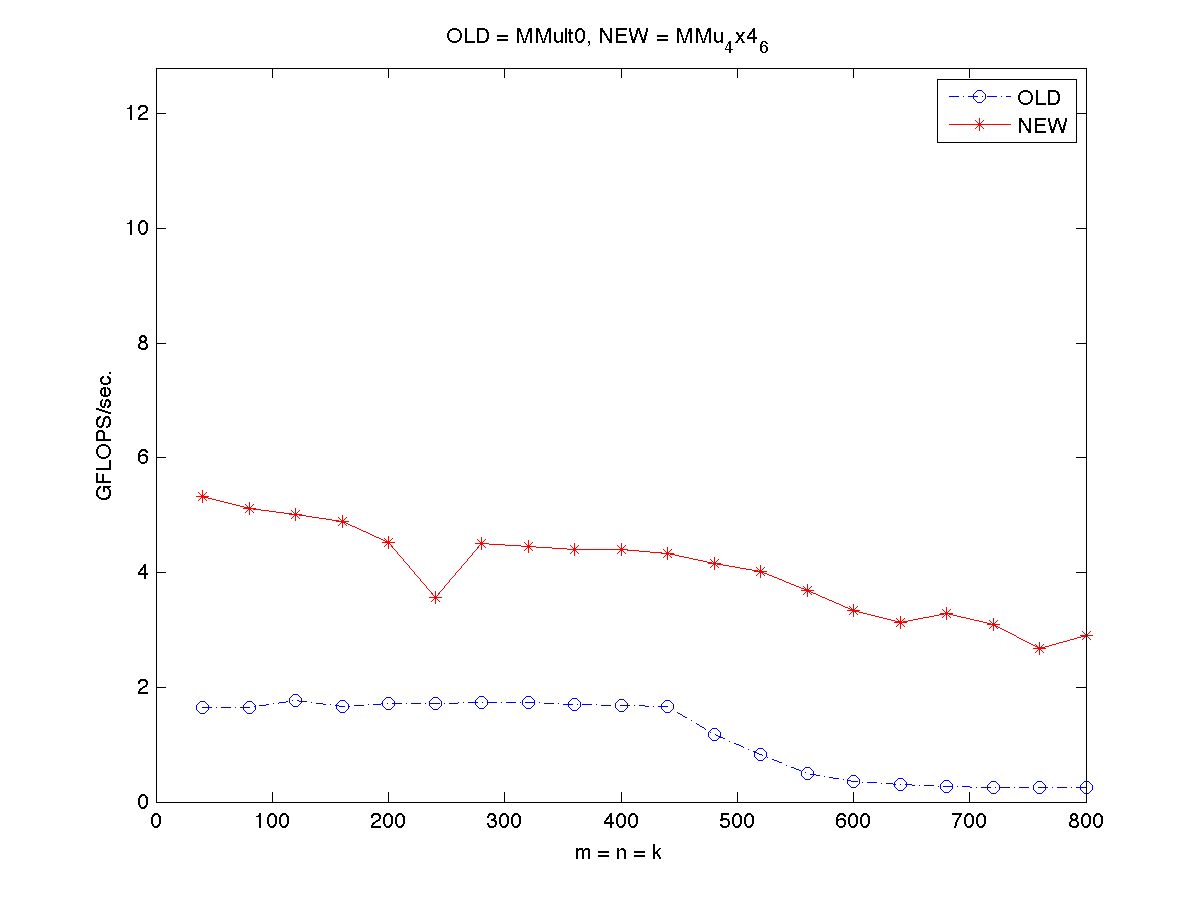 OLD = MMult0, NEW = MMu₄x4₆
OLD
NEW
12
10
8
6
4
2
0
GFLOPS/sec.
0 100 200 300 400 500 600 700 800
m = n = k